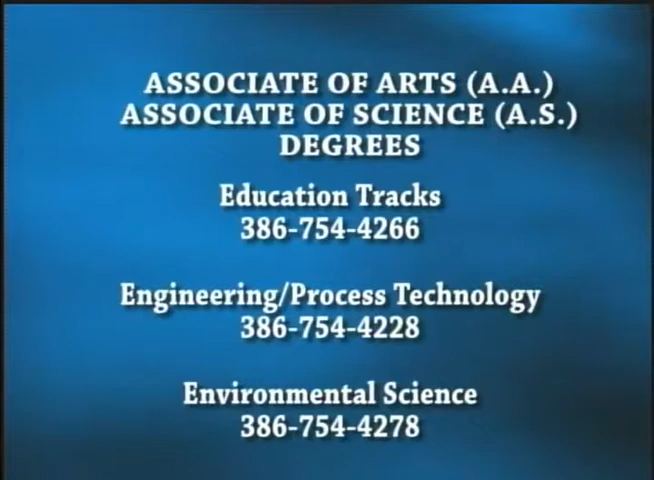 ASSOCIATE OF ARTS (A.A.)
ASSOCIATE OF SCIENCE (A.S.)
DEGREES
Education Tracks
386-754-4266
Engineering/Process Technology
386-754-4228
Environmental Science
386-754-4278